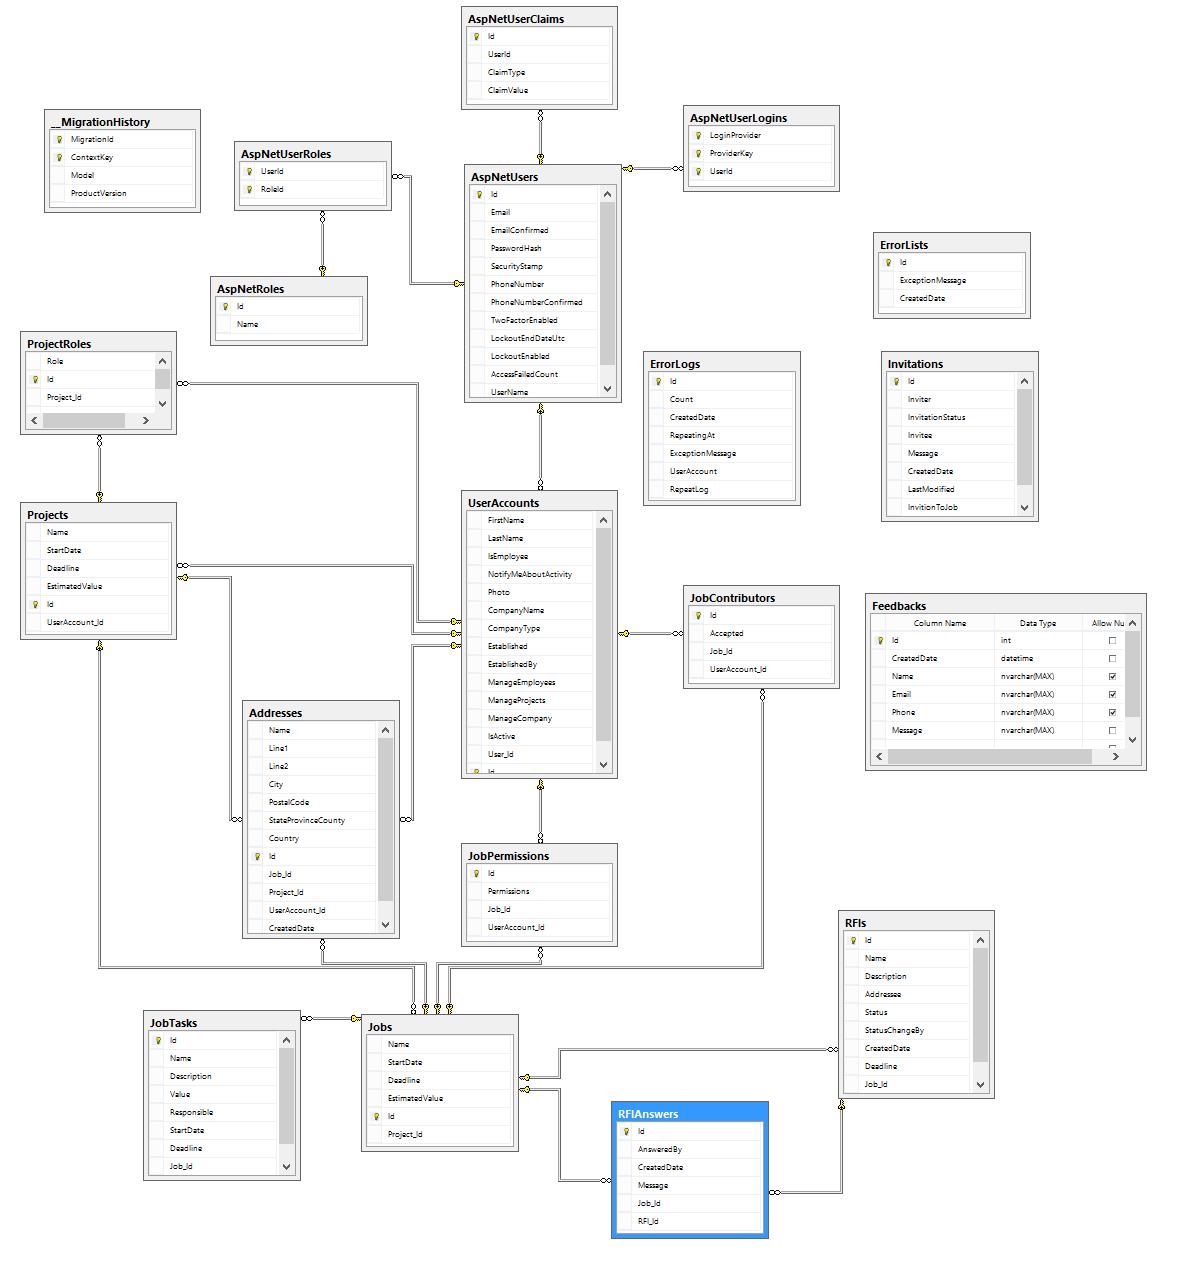 AspNetUserClaims
Id
UserId
ClaimType
ClaimValue
__MigrationHistory
MigrationId
ContextKey
Model
ProductVersion
AspNetUserLogins
LoginProvider
ProviderKey
UserId
AspNetUserRoles
UserId
RoleId
AspNetUsers
Id
Email
EmailConfirmed
PasswordHash
SecurityStamp
PhoneNumber
PhoneNumberConfirmed
TwoFactorEnabled
LockoutEndDateUtc
LockoutEnabled
AccessFailedCount
UserName
ErrorLists
Id
ExceptionMessage
CreatedDate
AspNetRoles
Id
Name
ProjectRoles
Role
Id
Project_Id
ErrorLogs
Id
Count
CreatedDate
RepeatingAt
ExceptionMessage
UserAccount
RepeatLog
Invitations
Id
Inviter
InvitationStatus
Invitee
Message
CreatedDate
LastModified
InvitionToJob
Projects
Name
StartDate
Deadline
EstimatedValue
Id
UserAccount_Id
UserAccounts
FirstName
LastName
IsEmployee
NotifyMeAboutActivity
Photo
CompanyName
CompanyType
Established
EstablishedBy
ManageEmployees
ManageProjects
ManageCompany
IsActive
User_Id
Id
JobContributors
Id
Accepted
Job_Id
UserAccount_Id
Feedbacks
Column Name Data Type Allow Nu
Id int
CreatedDate datetime
Name nvarchar(MAX)
Email nvarchar(MAX)
Phone nvarchar(MAX)
Message nvarchar(MAX)
Addresses
Name
Line1
Line2
City
PostalCode
StateProvinceCounty
Country
Id
Job_Id
Project_Id
UserAccount_Id
CreatedDate
JobPermissions
Id
Permissions
Job_Id
UserAccount_Id
RFIs
Id
Name
Description
Addressee
Status
StatusChangeBy
CreatedDate
Deadline
Job_Id
JobTasks
Id
Name
Description
Value
Responsible
StartDate
Deadline
Job_Id
Jobs
Name
StartDate
Deadline
EstimatedValue
Id
Project_Id
RFIAnswers
Id
AnsweredBy
CreatedDate
Message
Job_Id
RFI_Id